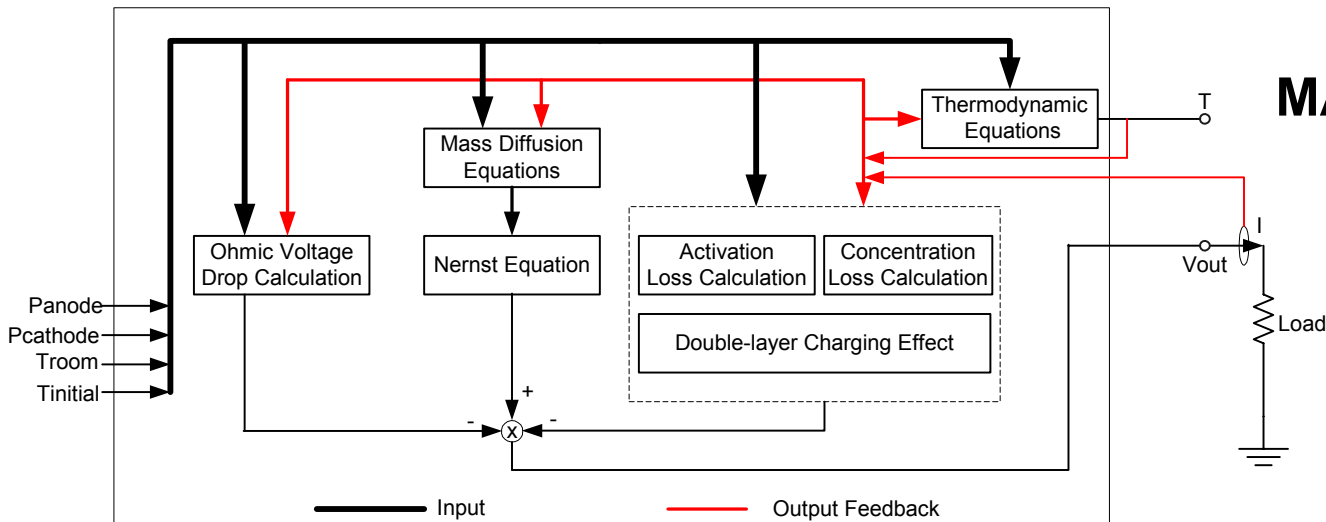 Thermodynamic
Equations
T
MA
Mass Diffusion
Equations
Ohmic Voltage
Drop Calculation
Nernst Equation
Activation
Loss Calculation
Concentration
Loss Calculation
I
Vout
Panode
Pcathode
Troom
Tinitial
Double-layer Charging Effect
Load
+
-
-
x
Input
Output Feedback